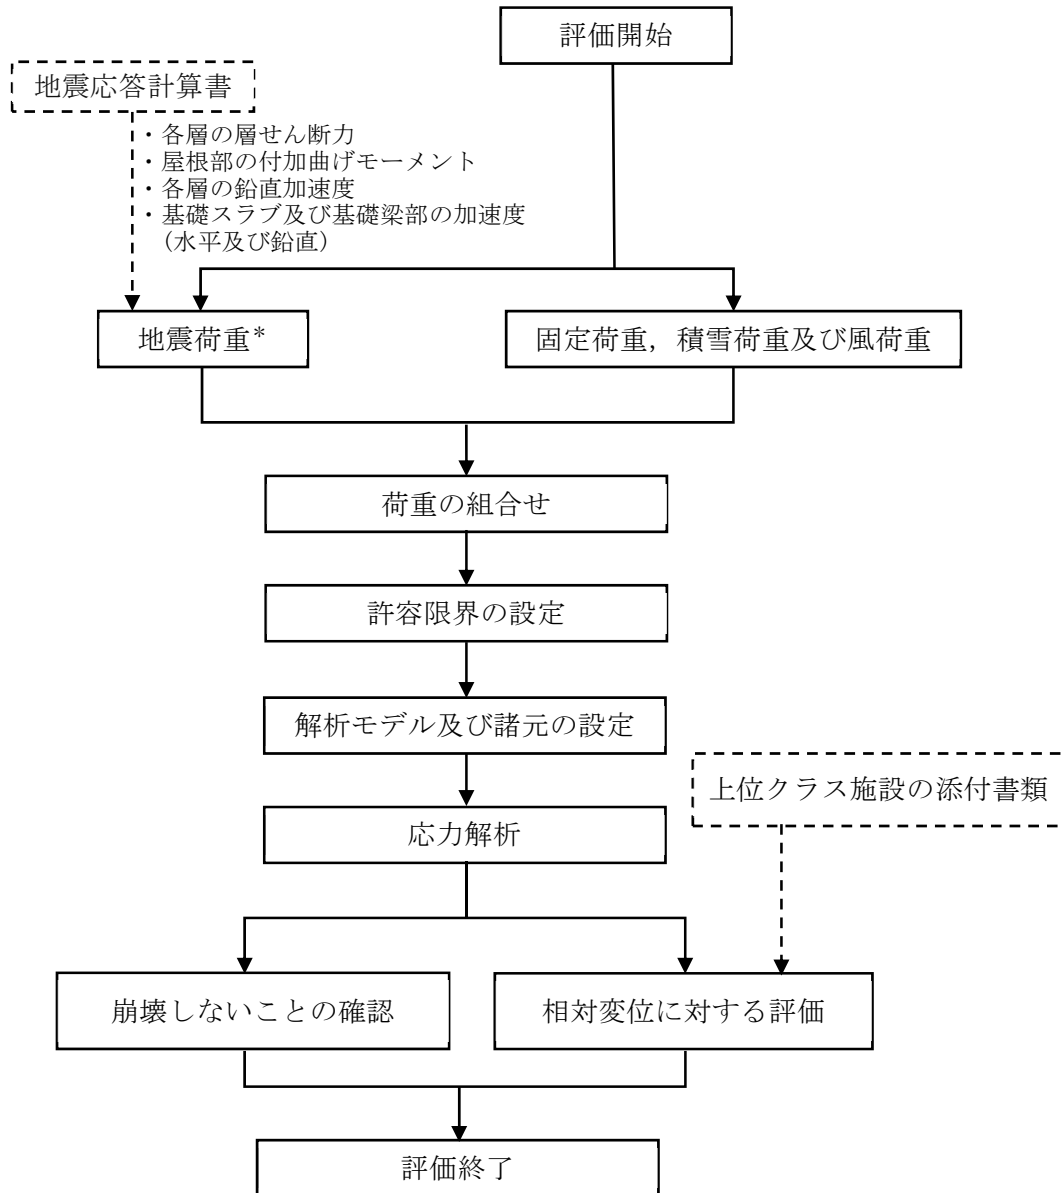 評価開始
地震応答計算書
・各層の層せん断力
・屋根部の付加曲げモーメント
・各層の鉛直加速度
・基礎スラブ及び基礎梁部の加速度
(水平及び鉛直)
地震荷重*
固定荷重，積雪荷重及び風荷重
荷重の組合せ
許容限界の設定
解析モデル及び諸元の設定
上位クラス施設の添付書類
応力解析
崩壊しないことの確認
相対変位に対する評価
評価終了